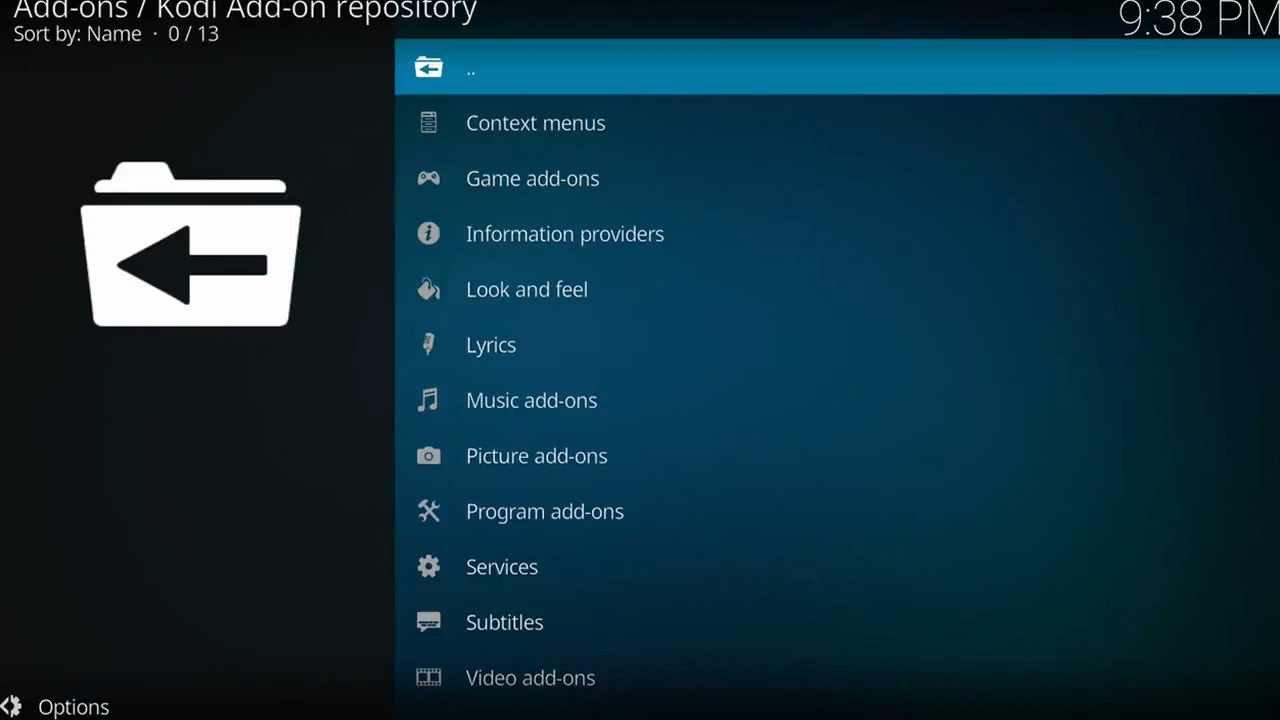 Add-ons / Kodi Add-on repository
Sort by: Name · 0 / 13
9:38 PM
..
Context menus
Game add-ons
Information providers
Look and feel
Lyrics
Music add-ons
Picture add-ons
Program add-ons
Services
Subtitles
Video add-ons
Options